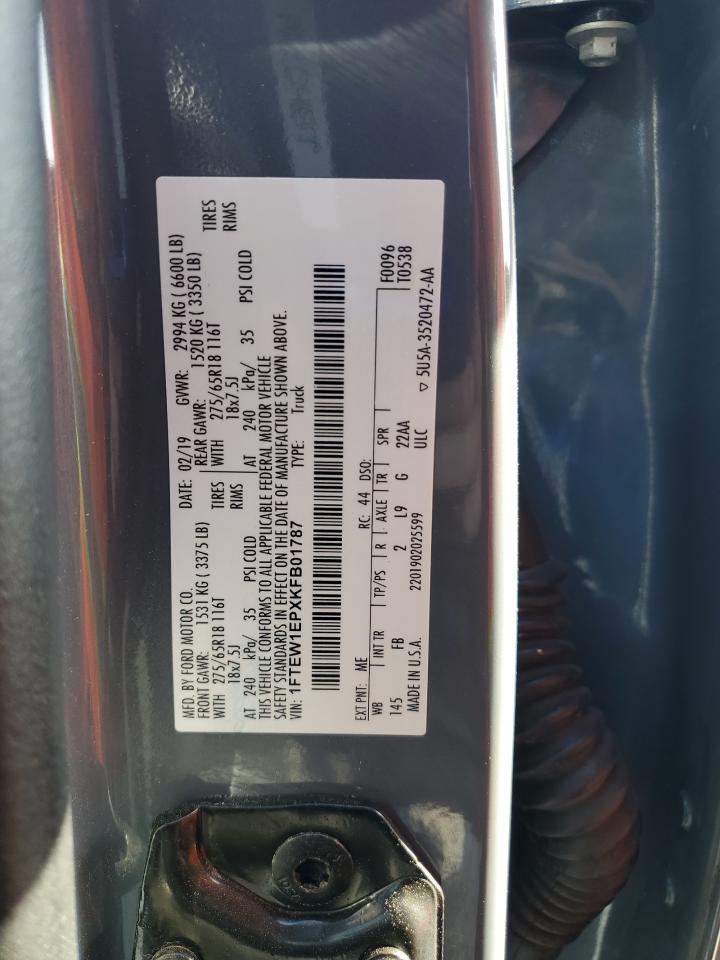 MFD. BY FORD MOTOR CO. DATE: 02/19 GVWR: 2994 KG ( 6600 LB)
FRONT GAWR: 1531 KG ( 3375 LB) REAR GAWR: 1520 KG ( 3350 LB)
WITH 275/65R18 116T TIRES WITH 275/65R18 116T TIRES
18x7.5J RIMS 18x7.5J RIMS
AT 240 kPa/ 35 PSI COLD AT 240 kPa/ 35 PSI COLD
THIS VEHICLE CONFORMS TO ALL APPLICABLE FEDERAL MOTOR VEHICLE
SAFETY STANDARDS IN EFFECT ON THE DATE OF MANUFACTURE SHOWN ABOVE.
VIN: 1FTEW1EPXKFB01787 TYPE: Truck
EXT PNT: ME RC: 44 DSO: F0096
WB INT TR TP/PS R AXLE TR SPR T0538
145 FB 2 L9 G 22AA
MADE IN U.S.A. 2201902025599 ULC ▽ 5U5A-3520472-AA